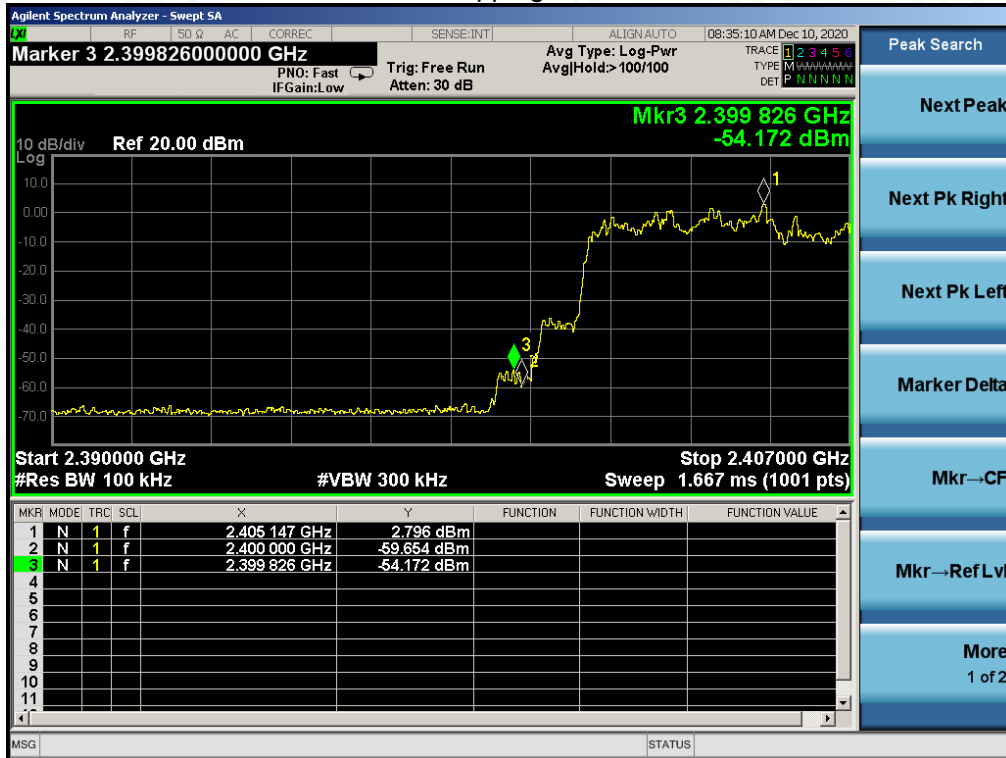 Agilent Spectrum Analyzer - Swept SA
LXI RF 50 Ω AC CORREC SENSE:INT ALIGN AUTO 08:35:10 AM Dec 10, 2020
Marker 3 2.399826000000 GHz
PNO: Fast
IFGain:Low
Trig: Free Run
Atten: 30 dB
Avg Type: Log-Pwr
Avg|Hold:>100/100
TRACE 1 2 3 4 5 6
TYPE M
DET P N N N N N
Peak Search
Next Peak
Next Pk Right
Next Pk Left
Marker Delta
Mkr→CF
Mkr→Ref Lvl
More
1 of 2
Mkr3 2.399 826 GHz
-54.172 dBm
10 dB/div Ref 20.00 dBm
Log
10.0
0.00
-10.0
-20.0
-30.0
-40.0
-50.0
-60.0
-70.0
1
3
2
Start 2.390000 GHz Stop 2.407000 GHz
#Res BW 100 kHz #VBW 300 kHz Sweep 1.667 ms (1001 pts)
MKR MODE TRC SCL X Y FUNCTION FUNCTION WIDTH FUNCTION VALUE
1 N 1 f 2.405 147 GHz 2.796 dBm
2 N 1 f 2.400 000 GHz -59.654 dBm
3 N 1 f 2.399 826 GHz -54.172 dBm
4
5
6
7
8
9
10
11
MSG STATUS